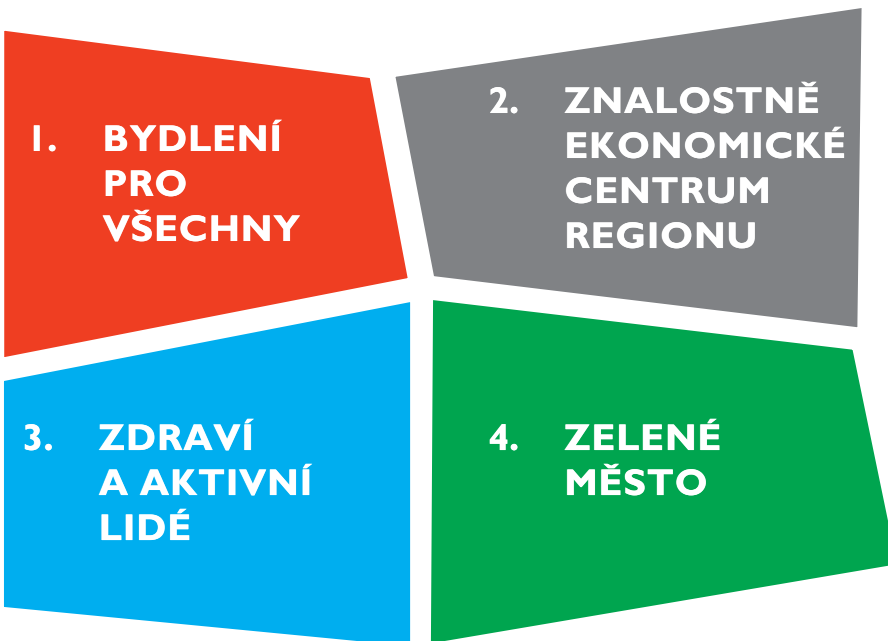 1. BYDLENÍ
PRO
VŠECHNY
2. ZNALOSTNĚ
EKONOMICKÉ
CENTRUM
REGIONU
3. ZDRAVÍ
A AKTIVNÍ
LIDÉ
4. ZELENÉ
MĚSTO